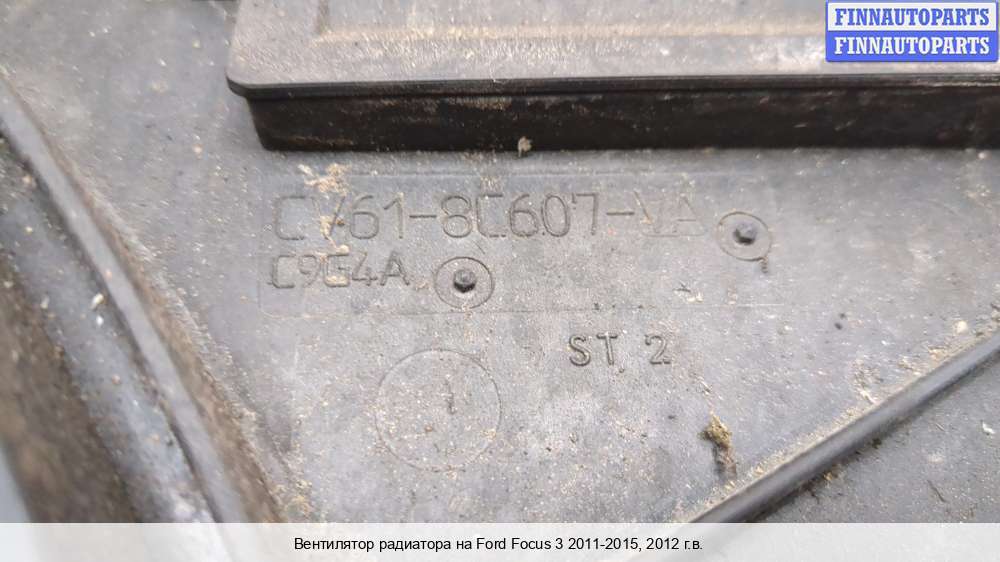 FINNAUTOPARTS
FINNAUTOPARTS
CV61-8C607-VA
C9G4A
ST 2
Вентилятор радиатора на Ford Focus 3 2011-2015, 2012 г.в.